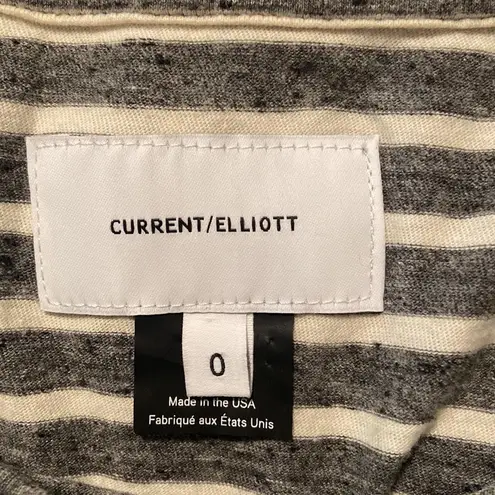 CURRENT/ELLIOTT
0
Made in the USA
Fabriqué aux États Unis